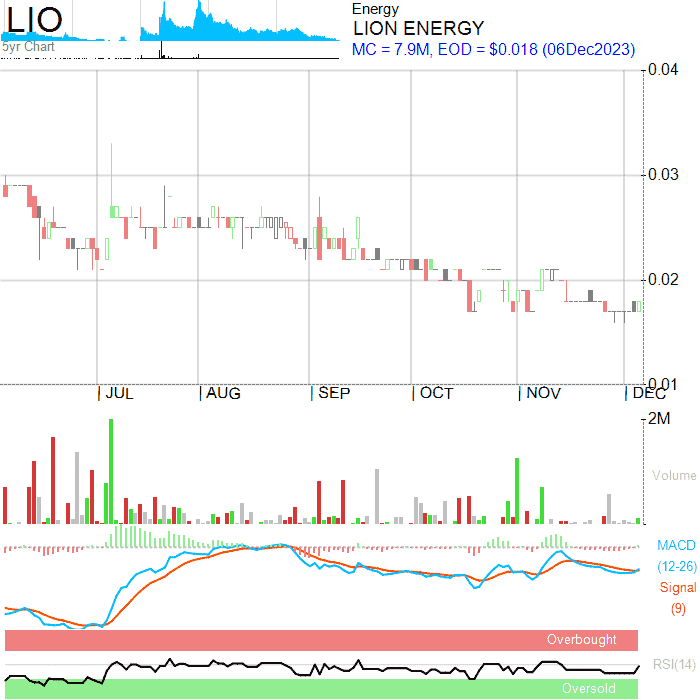 LIO
5yr Chart
Energy
LION ENERGY
MC = 7.9M, EOD = $0.018 (06Dec2023)
0.04
0.03
0.02
0.01
JUL
AUG
SEP
OCT
NOV
DEC
2M
Volume
MACD
(12-26)
Signal
(9)
Overbought
RSI(14)
Oversold